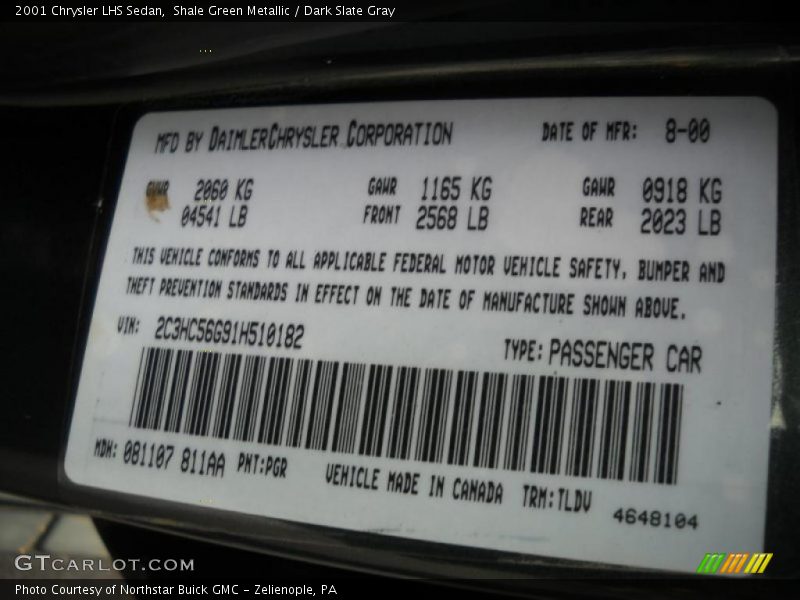 2001 Chrysler LHS Sedan,  Shale Green Metallic / Dark Slate Gray
MFD BY DAIMLERCHRYSLER CORPORATION DATE OF MFR: 8-00
GVWR 2060 KG GAWR 1165 KG GAWR 0918 KG
04541 LB FRONT 2568 LB REAR 2023 LB
THIS VEHICLE CONFORMS TO ALL APPLICABLE FEDERAL MOTOR VEHICLE SAFETY, BUMPER AND
THEFT PREVENTION STANDARDS IN EFFECT ON THE DATE OF MANUFACTURE SHOWN ABOVE.
VIN: 2C3HC56G91H510182 TYPE: PASSENGER CAR
MDH: 081107 811AA PNT:PGR VEHICLE MADE IN CANADA TRM:TLDV
4648104
GTCARLOT.COM
Photo Courtesy of Northstar Buick GMC - Zelienople, PA